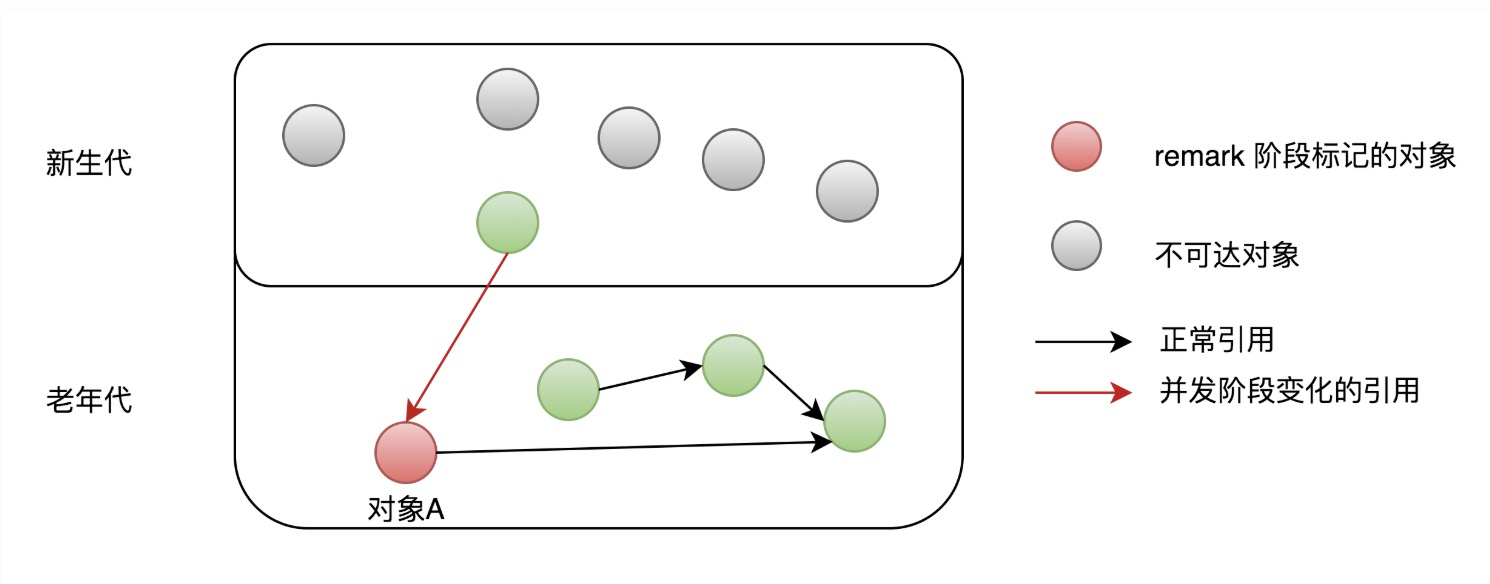 新生代
老年代
对象A
remark 阶段标记的对象
不可达对象
正常引用
并发阶段变化的引用